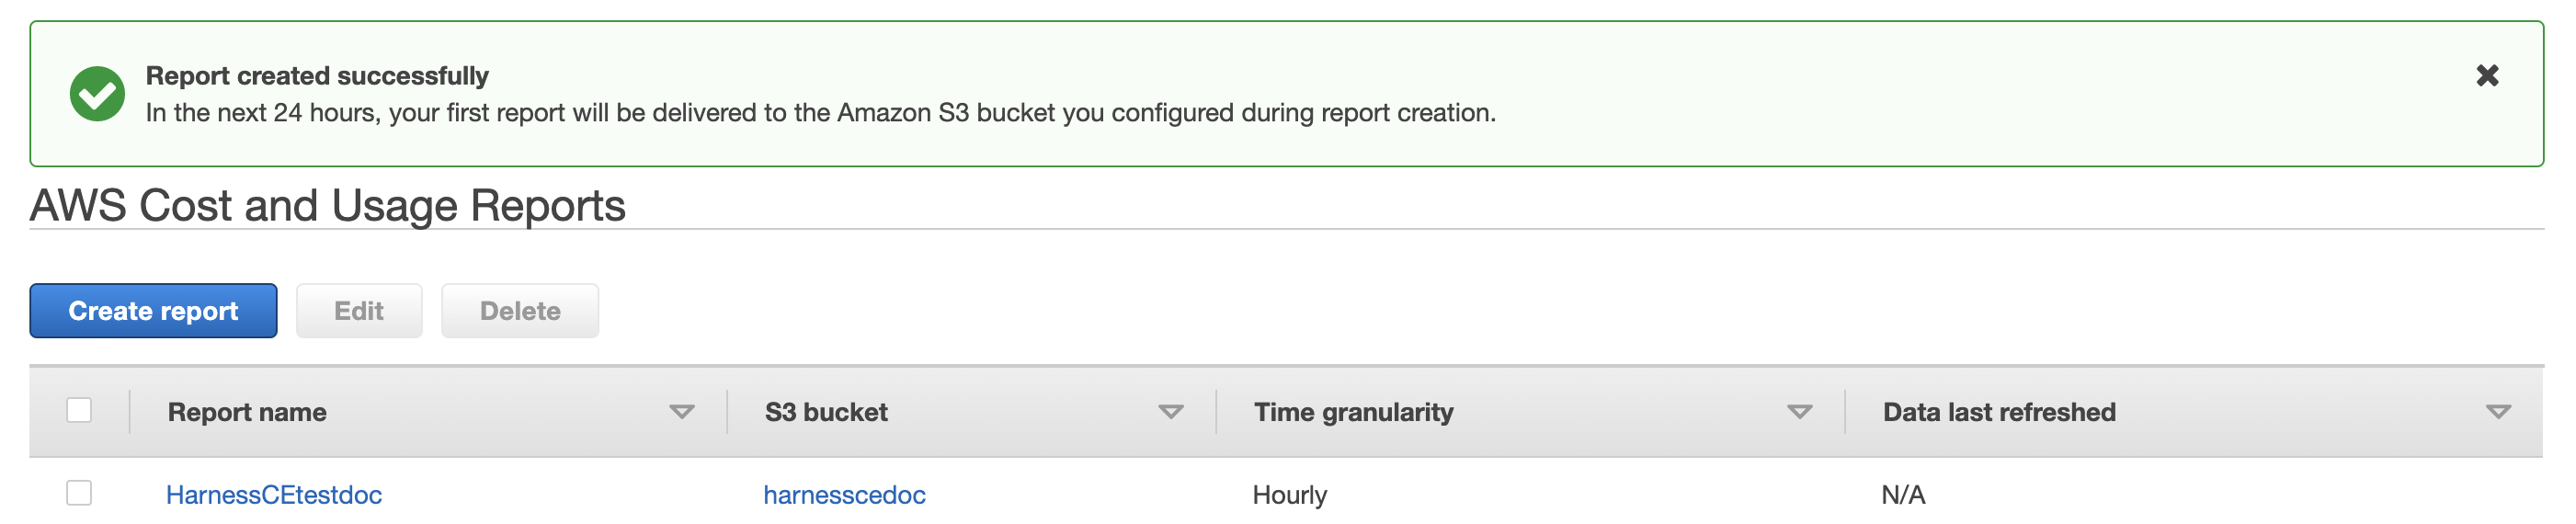 Report created successfully
In the next 24 hours, your first report will be delivered to the Amazon S3 bucket you configured during report creation.
AWS Cost and Usage Reports
Create report Edit Delete
Report name S3 bucket Time granularity Data last refreshed
HarnessCEtestdoc harnesscedoc Hourly N/A